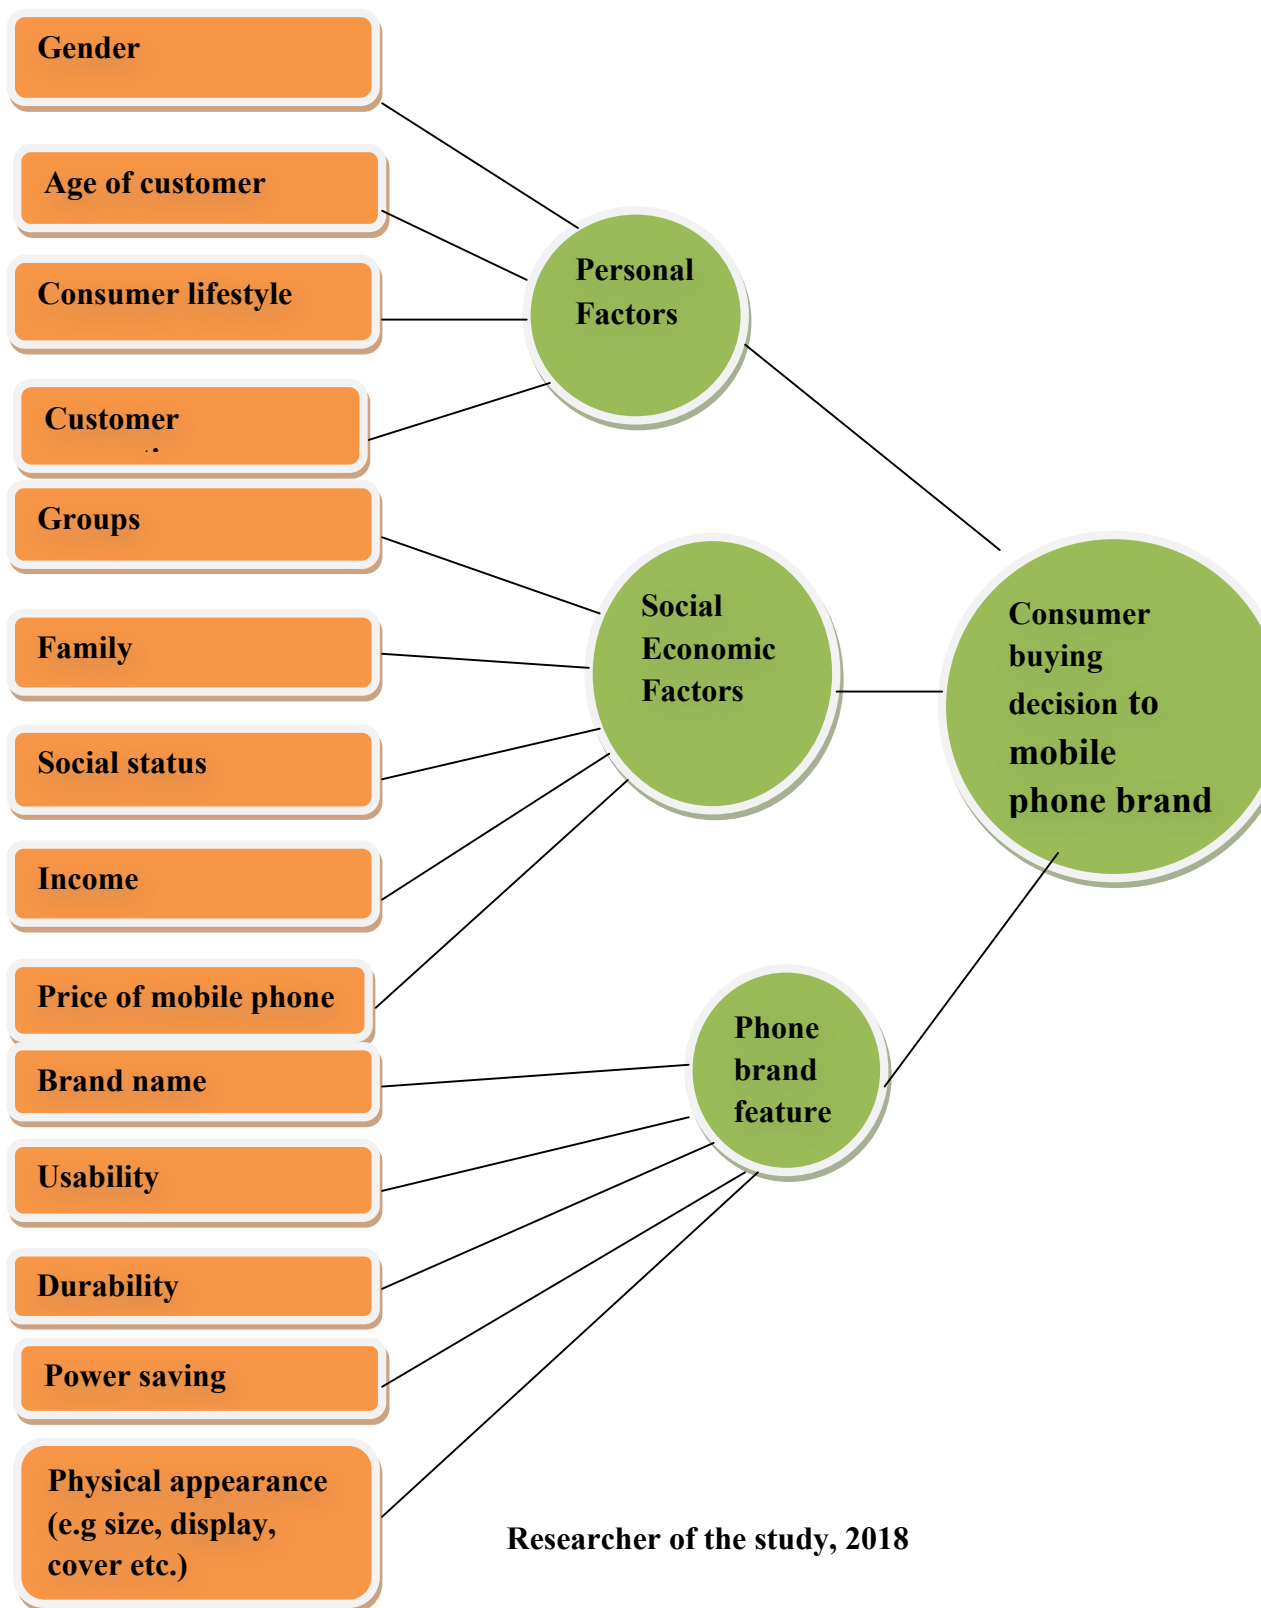 Gender
Age of customer
Consumer lifestyle
Customer
Personal
Factors
Groups
Family
Social status
Income
Price of mobile phone
Social
Economic
Factors
Brand name
Usability
Durability
Power saving
Physical appearance
(e.g size, display,
cover etc.)
Phone
brand
feature
Consumer
buying
decision to
mobile
phone brand
Researcher of the study, 2018